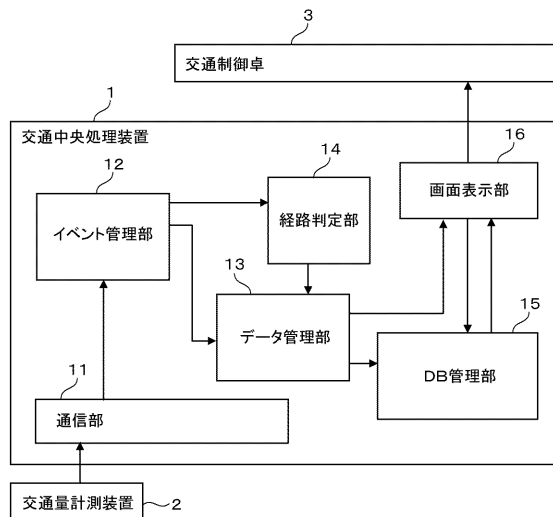 3
交通制御卓
1
交通中央処理装置
12
イベント管理部
14
経路判定部
16
画面表示部
13
データ管理部
15
DB管理部
11
通信部
交通量計測装置
2